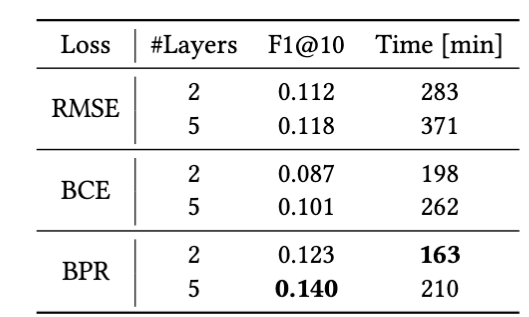 Loss #Layers F1@10 Time [min]
RMSE 2 0.112 283
5 0.118 371
BCE 2 0.087 198
5 0.101 262
BPR 2 0.123 163
5 0.140 210